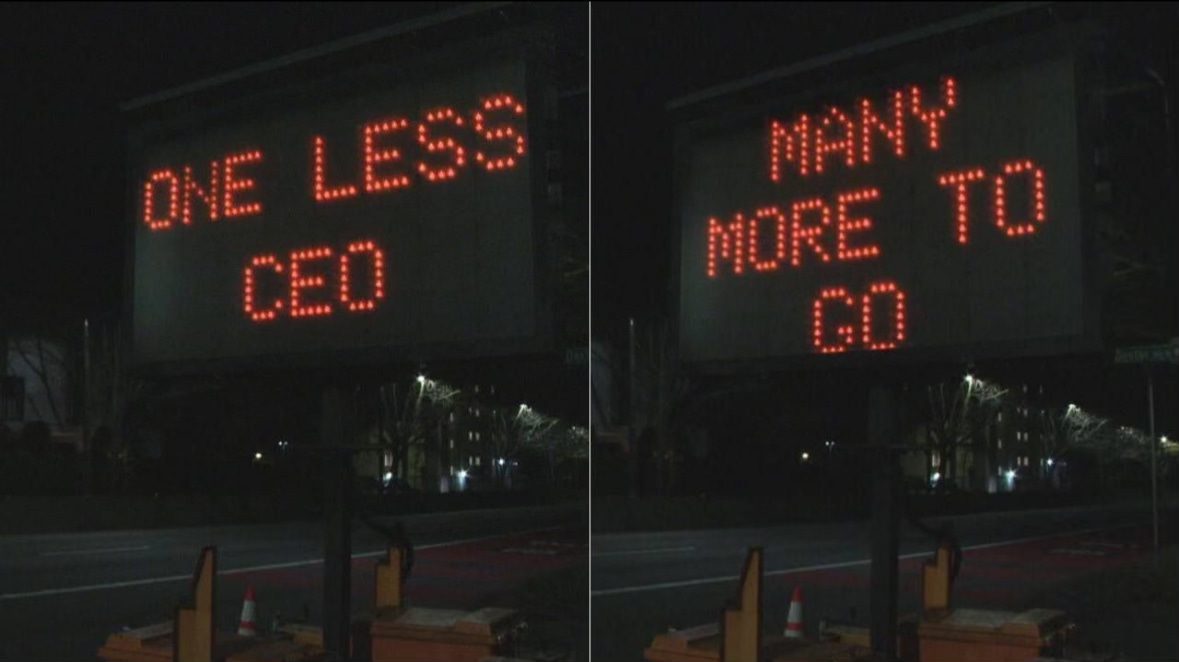 ONE LESS
CEO
MANY
MORE TO
GO